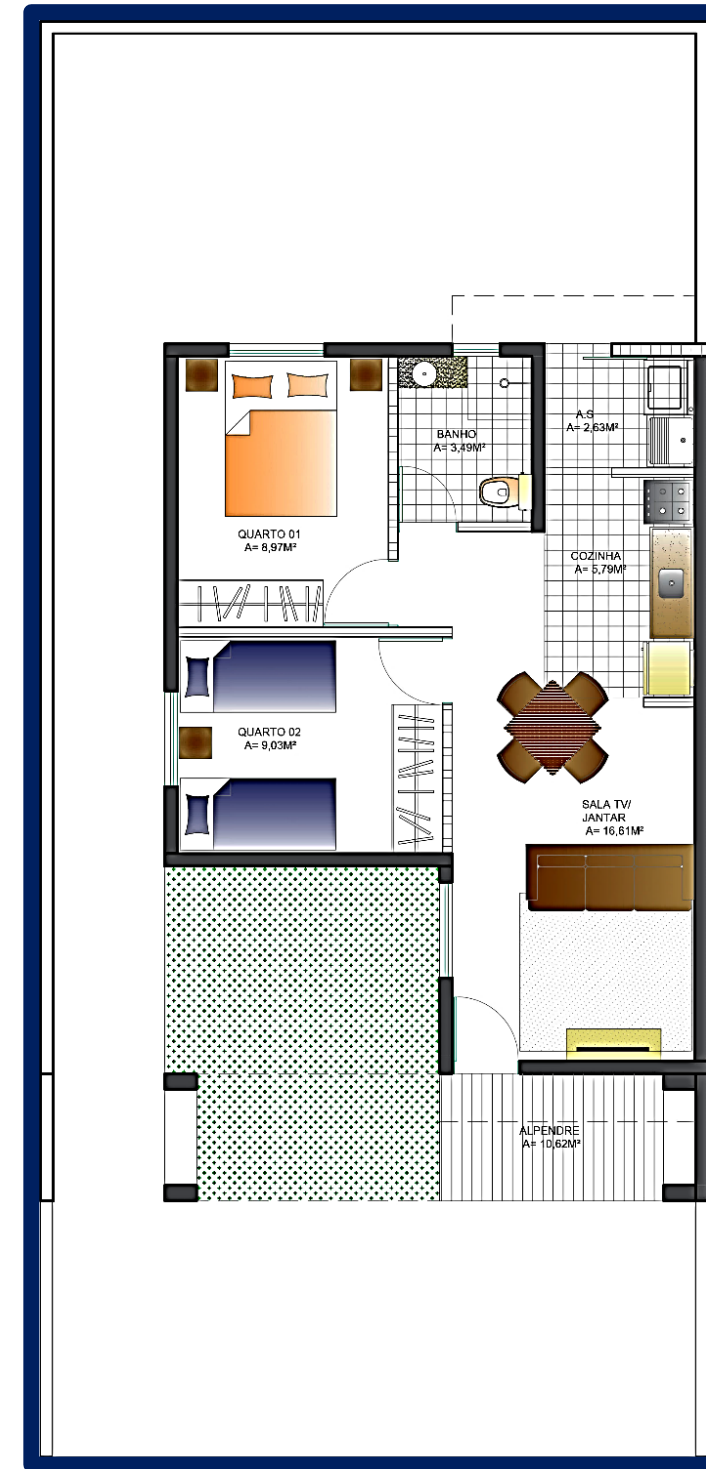 A.S
A= 2,63M²
BANHO
A= 3,49M²
QUARTO 01
A= 8,97M²
COZINHA
A= 5,79M²
QUARTO 02
A= 9,03M²
SALA TV/
JANTAR
A= 16,61M²
ALPENDRE
A= 10,62M²